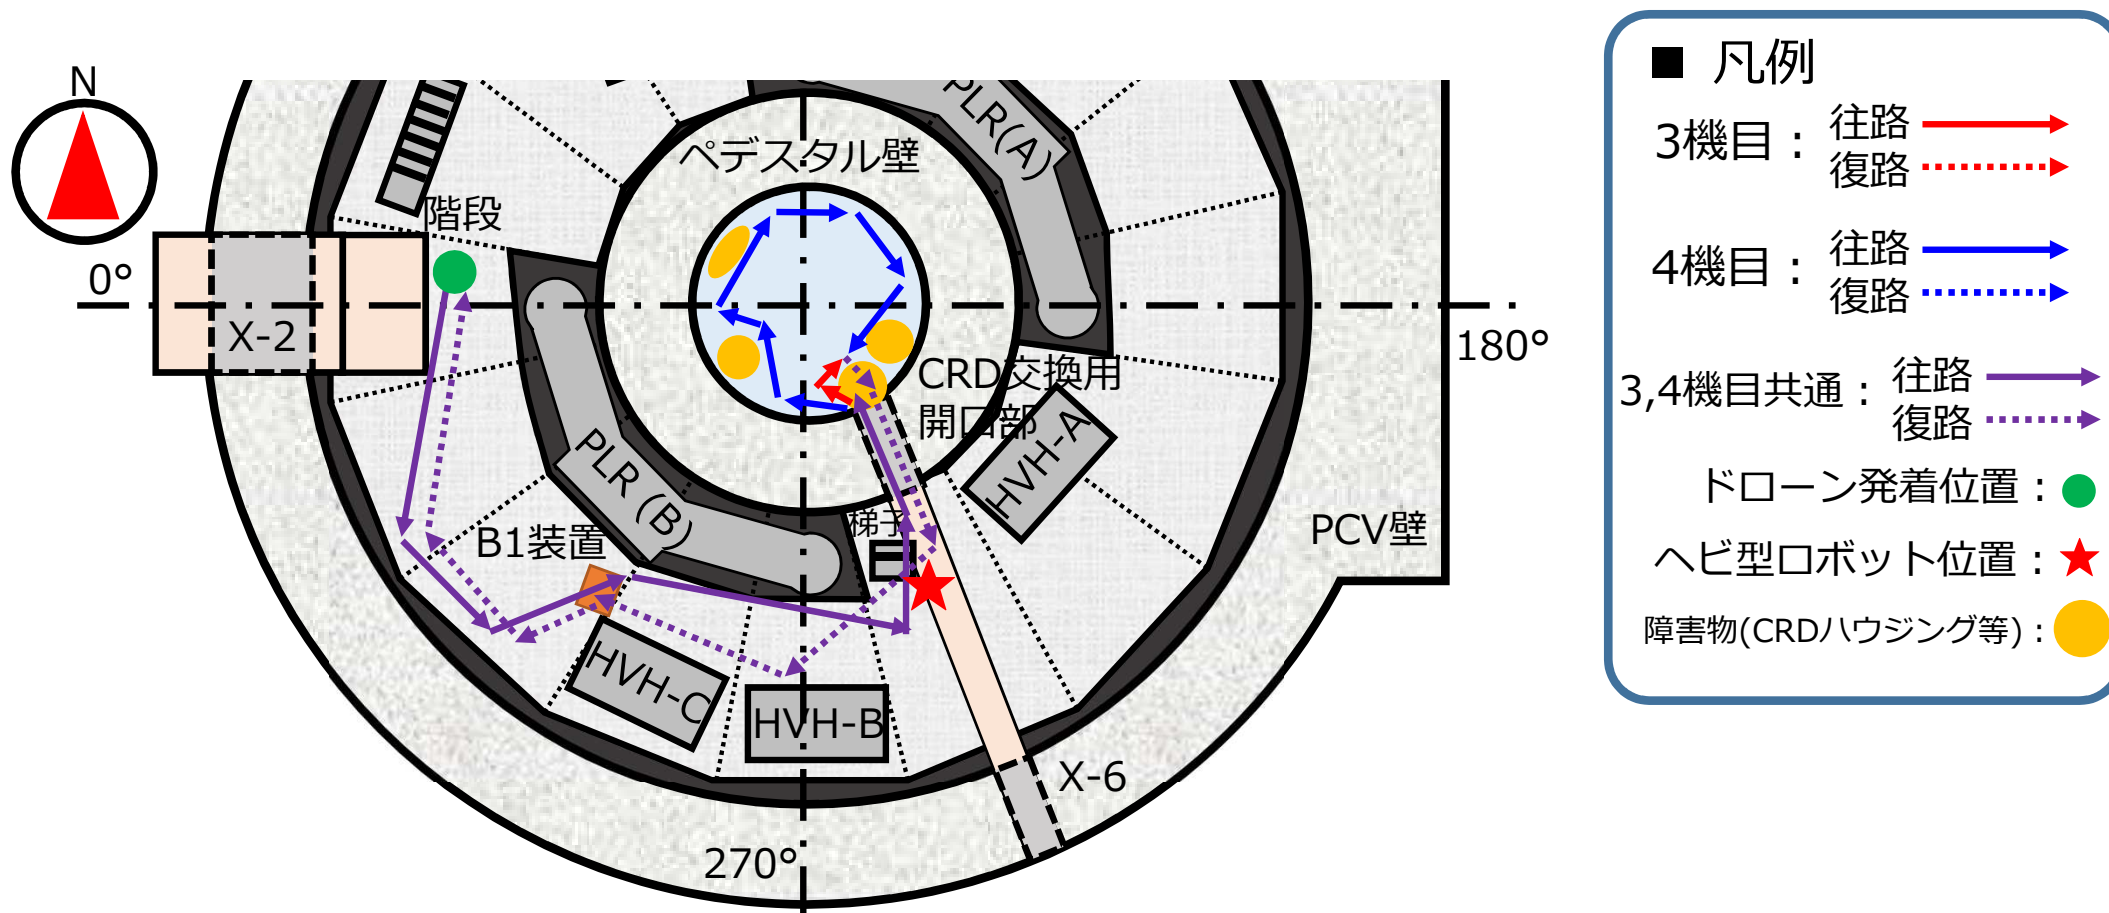 N
階段
0°
X-2
ペデスタル壁
PLR(A)
CRD交換用
開口部
180°
HVH-A
PLR (B)
B1装置
梯子
PCV壁
HVH-C
HVH-B
X-6
270°
■ 凡例
3機目： 往路
復路
4機目： 往路
復路
3,4機目共通： 往路
復路
ドローン発着位置：
ヘビ型ロボット位置：
障害物(CRDハウジング等)：